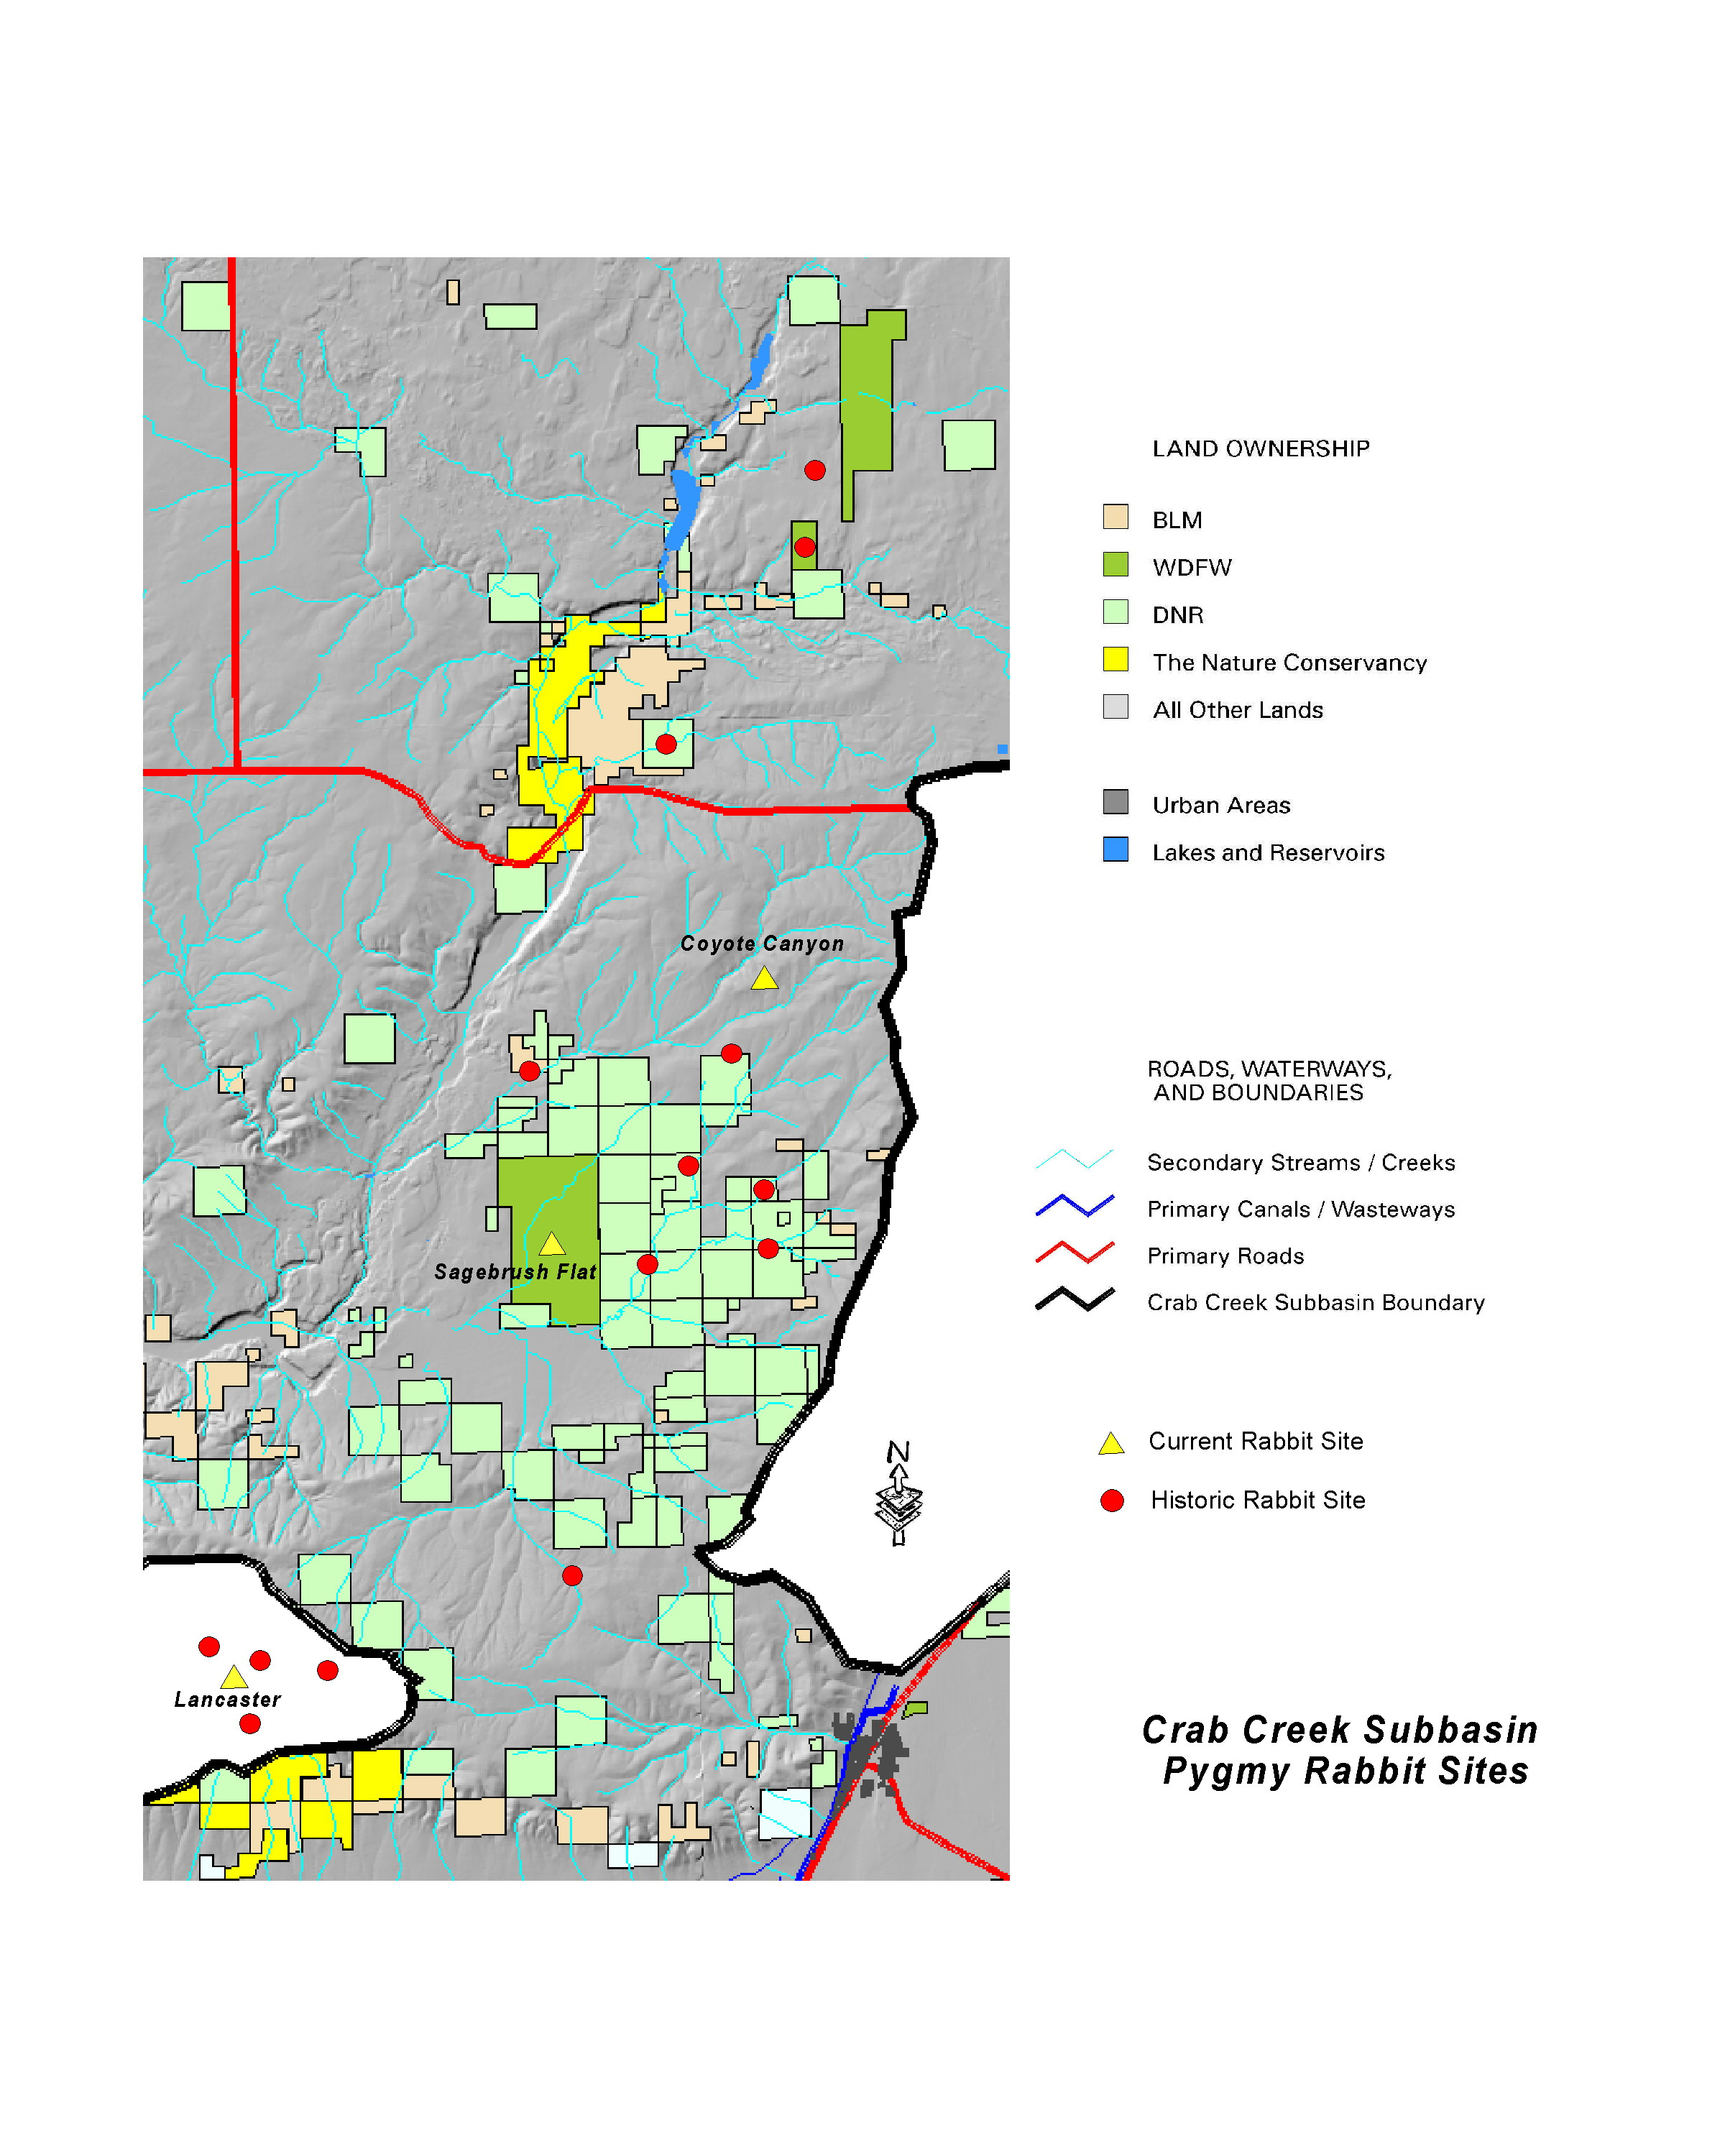 LAND OWNERSHIP
BLM
WDFW
DNR
The Nature Conservancy
All Other Lands
Urban Areas
Lakes and Reservoirs
Coyote Canyon
ROADS, WATERWAYS,
AND BOUNDARIES
Secondary Streams / Creeks
Primary Canals / Wasteways
Primary Roads
Crab Creek Subbasin Boundary
Sagebrush Flat
N
Current Rabbit Site
Historic Rabbit Site
Lancaster
Crab Creek Subbasin
Pygmy Rabbit Sites